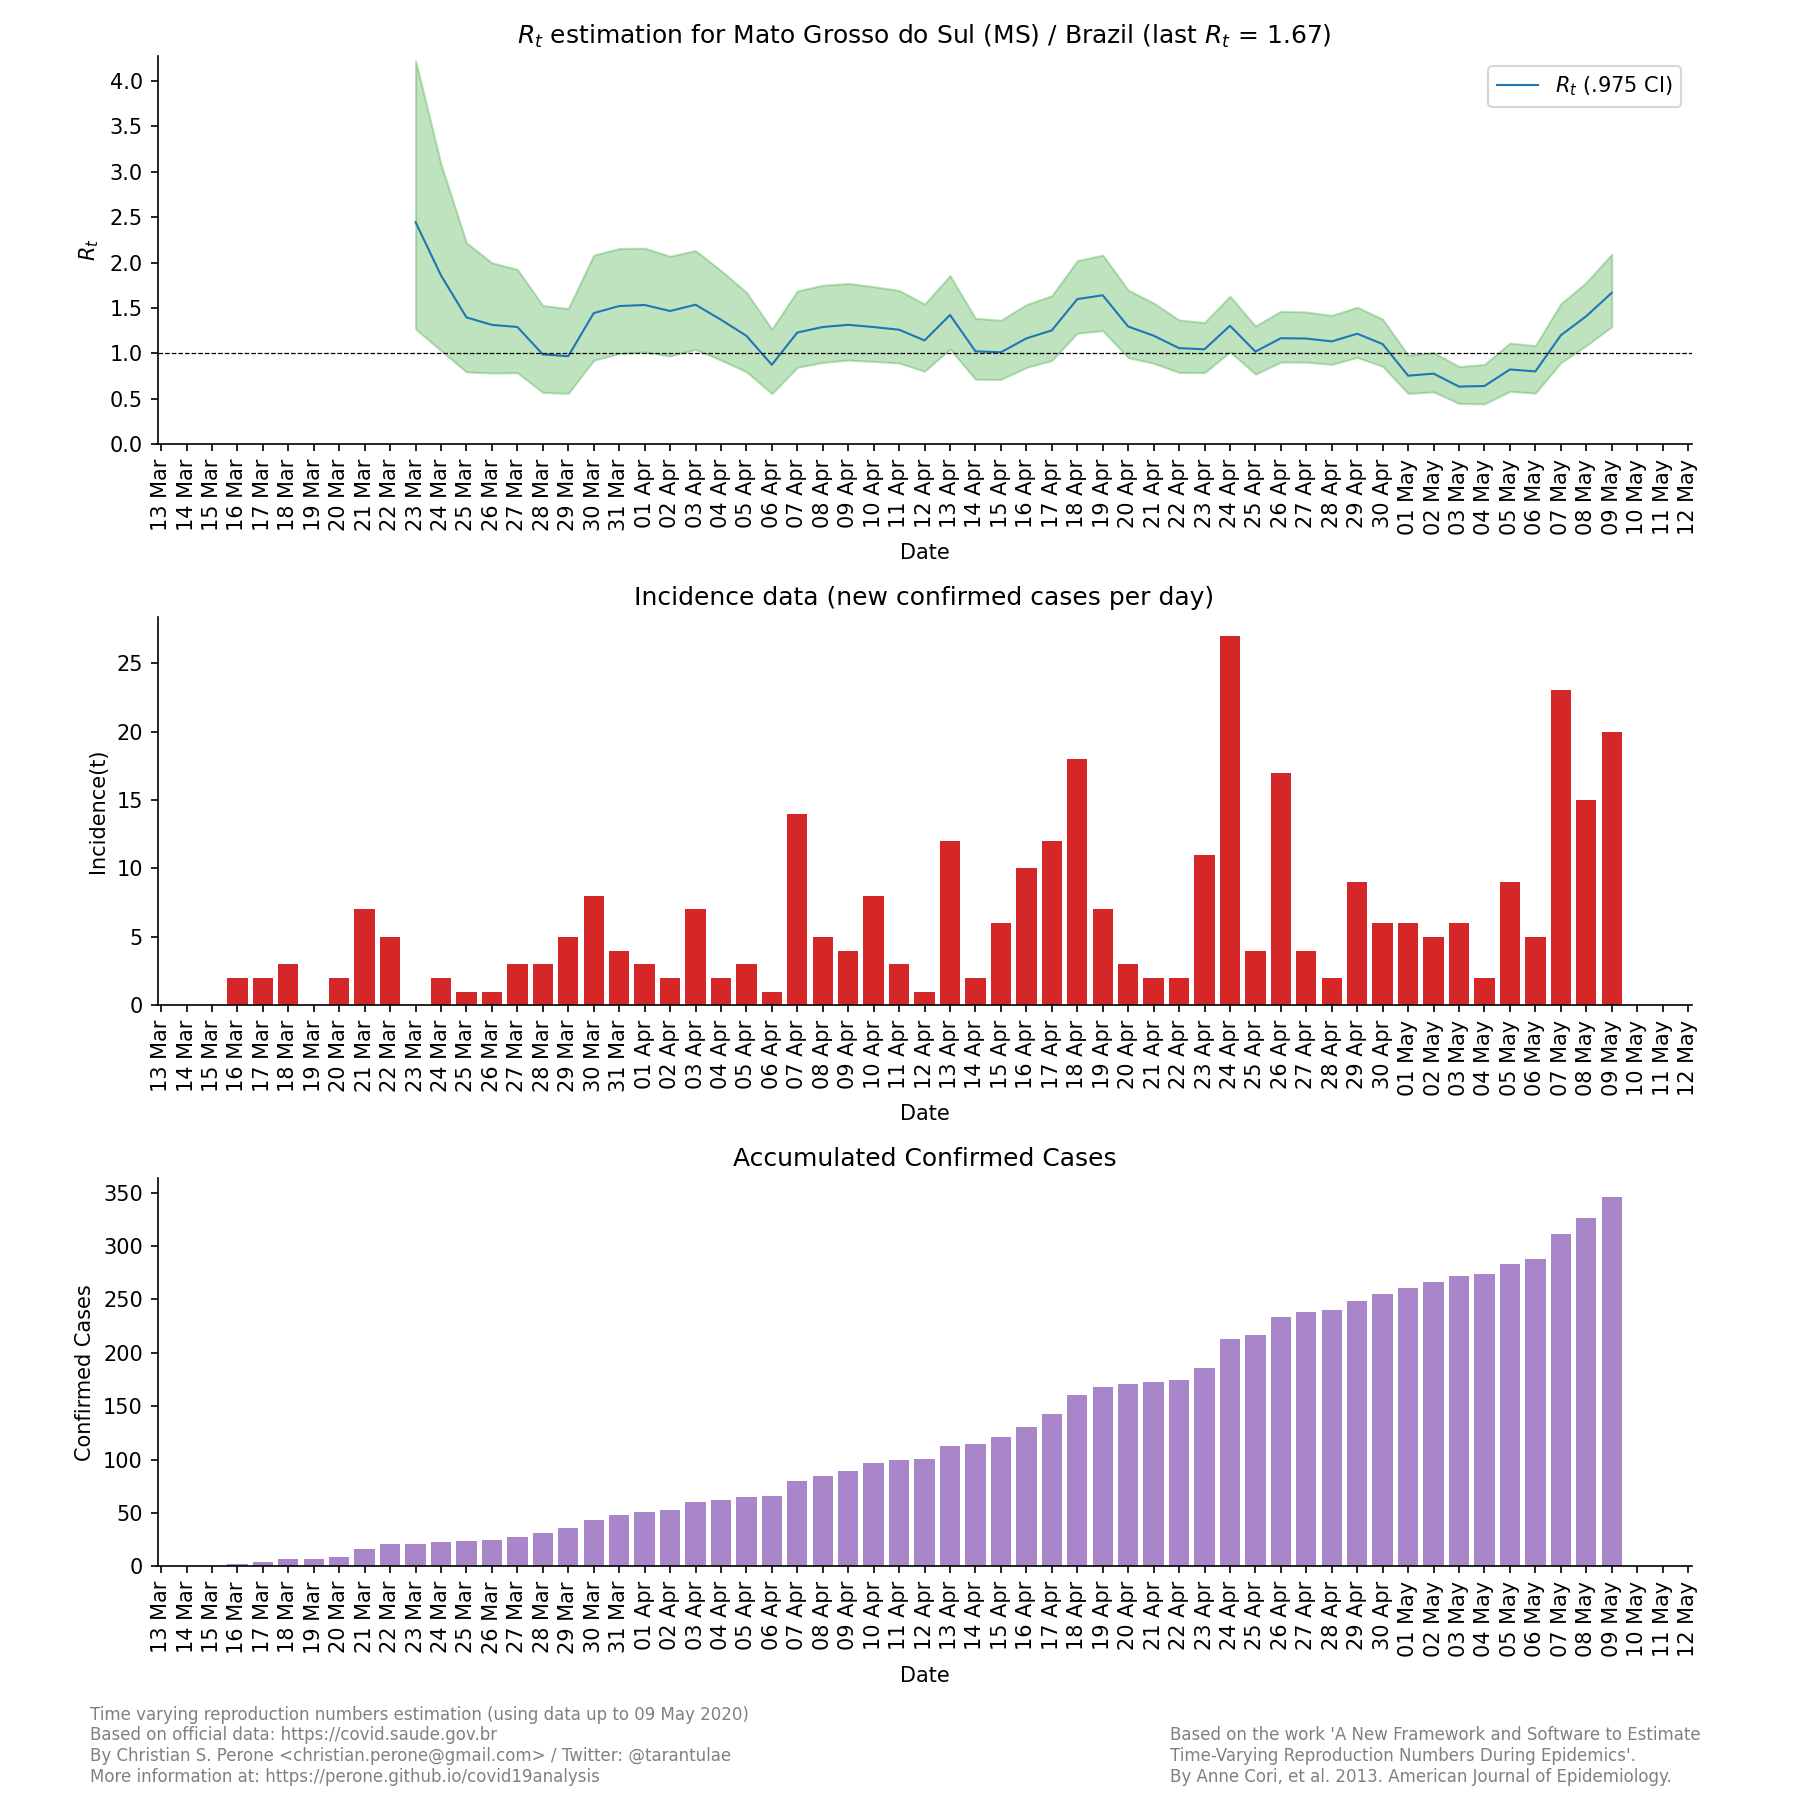 R_t estimation for Mato Grosso do Sul (MS) / Brazil (last R_t = 1.67)
R_t (.975 CI)
R_t
4.0
3.5
3.0
2.5
2.0
1.5
1.0
0.5
0.0
13 Mar 14 Mar 15 Mar 16 Mar 17 Mar 18 Mar 19 Mar 20 Mar 21 Mar 22 Mar 23 Mar 24 Mar 25 Mar 26 Mar 27 Mar 28 Mar 29 Mar 30 Mar 31 Mar 01 Apr 02 Apr 03 Apr 04 Apr 05 Apr 06 Apr 07 Apr 08 Apr 09 Apr 10 Apr 11 Apr 12 Apr 13 Apr 14 Apr 15 Apr 16 Apr 17 Apr 18 Apr 19 Apr 20 Apr 21 Apr 22 Apr 23 Apr 24 Apr 25 Apr 26 Apr 27 Apr 28 Apr 29 Apr 30 Apr 01 May 02 May 03 May 04 May 05 May 06 May 07 May 08 May 09 May 10 May 11 May 12 May
Date
Incidence data (new confirmed cases per day)
Incidence(t)
25
20
15
10
5
0
13 Mar 14 Mar 15 Mar 16 Mar 17 Mar 18 Mar 19 Mar 20 Mar 21 Mar 22 Mar 23 Mar 24 Mar 25 Mar 26 Mar 27 Mar 28 Mar 29 Mar 30 Mar 31 Mar 01 Apr 02 Apr 03 Apr 04 Apr 05 Apr 06 Apr 07 Apr 08 Apr 09 Apr 10 Apr 11 Apr 12 Apr 13 Apr 14 Apr 15 Apr 16 Apr 17 Apr 18 Apr 19 Apr 20 Apr 21 Apr 22 Apr 23 Apr 24 Apr 25 Apr 26 Apr 27 Apr 28 Apr 29 Apr 30 Apr 01 May 02 May 03 May 04 May 05 May 06 May 07 May 08 May 09 May 10 May 11 May 12 May
Date
Accumulated Confirmed Cases
Confirmed Cases
350
300
250
200
150
100
50
0
13 Mar 14 Mar 15 Mar 16 Mar 17 Mar 18 Mar 19 Mar 20 Mar 21 Mar 22 Mar 23 Mar 24 Mar 25 Mar 26 Mar 27 Mar 28 Mar 29 Mar 30 Mar 31 Mar 01 Apr 02 Apr 03 Apr 04 Apr 05 Apr 06 Apr 07 Apr 08 Apr 09 Apr 10 Apr 11 Apr 12 Apr 13 Apr 14 Apr 15 Apr 16 Apr 17 Apr 18 Apr 19 Apr 20 Apr 21 Apr 22 Apr 23 Apr 24 Apr 25 Apr 26 Apr 27 Apr 28 Apr 29 Apr 30 Apr 01 May 02 May 03 May 04 May 05 May 06 May 07 May 08 May 09 May 10 May 11 May 12 May
Date
Time varying reproduction numbers estimation (using data up to 09 May 2020)
Based on official data: https://covid.saude.gov.br
By Christian S. Perone <christian.perone@gmail.com> / Twitter: @tarantulae
More information at: https://perone.github.io/covid19analysis
Based on the work 'A New Framework and Software to Estimate
Time-Varying Reproduction Numbers During Epidemics'.
By Anne Cori, et al. 2013. American Journal of Epidemiology.